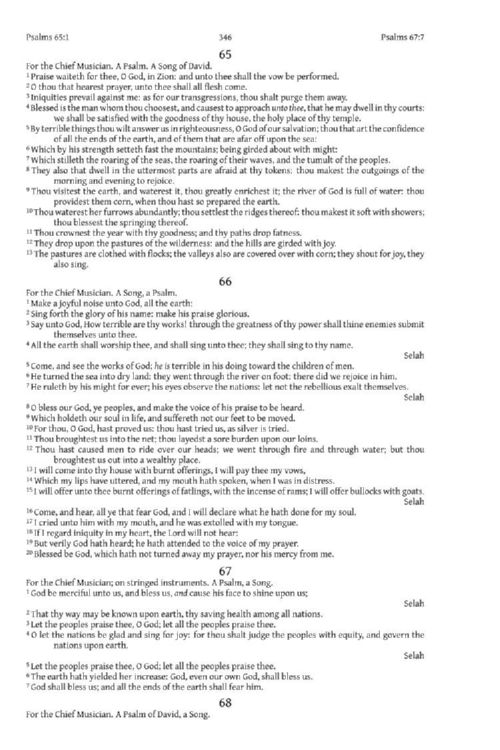 Psalms 65:1 346 Psalms 67:7
65
For the Chief Musician. A Psalm. A Song of David.
1 Praise waiteth for thee, O God, in Zion: and unto thee shall the vow be performed.
2 O thou that hearest prayer, unto thee shall all flesh come.
3 Iniquities prevail against me: as for our transgressions, thou shalt purge them away.
4 Blessed is the man whom thou choosest, and causest to approach unto thee, that he may dwell in thy courts:
we shall be satisfied with the goodness of thy house, the holy place of thy temple.
5 By terrible things thou wilt answer us in righteousness, O God of our salvation; thou that art the confidence
of all the ends of the earth, and of them that are afar off upon the sea:
6 Which by his strength setteth fast the mountains; being girded about with might:
7 Which stilleth the roaring of the seas, the roaring of their waves, and the tumult of the peoples.
8 They also that dwell in the uttermost parts are afraid at thy tokens: thou makest the outgoings of the
morning and evening to rejoice.
9 Thou visitest the earth, and waterest it, thou greatly enrichest it; the river of God is full of water: thou
providest them corn, when thou hast so prepared the earth.
10 Thou waterest her furrows abundantly; thou settlest the ridges thereof: thou makest it soft with showers;
thou blessest the springing thereof.
11 Thou crownest the year with thy goodness; and thy paths drop fatness.
12 They drop upon the pastures of the wilderness: and the hills are girded with joy.
13 The pastures are clothed with flocks; the valleys also are covered over with corn; they shout for joy, they
also sing.
66
For the Chief Musician. A Song, a Psalm.
1 Make a joyful noise unto God, all the earth:
2 Sing forth the glory of his name: make his praise glorious.
3 Say unto God, How terrible are thy works! through the greatness of thy power shall thine enemies submit
themselves unto thee.
4 All the earth shall worship thee, and shall sing unto thee; they shall sing to thy name.
Selah
5 Come, and see the works of God; he is terrible in his doing toward the children of men.
6 He turned the sea into dry land: they went through the river on foot: there did we rejoice in him.
7 He ruleth by his might for ever; his eyes observe the nations: let not the rebellious exalt themselves.
Selah
8 O bless our God, ye peoples, and make the voice of his praise to be heard.
9 Which holdeth our soul in life, and suffereth not our feet to be moved.
10 For thou, O God, hast proved us: thou hast tried us, as silver is tried.
11 Thou broughtest us into the net; thou layedst a sore burden upon our loins.
12 Thou hast caused men to ride over our heads; we went through fire and through water; but thou
broughtest us out into a wealthy place.
13 I will come into thy house with burnt offerings, I will pay thee my vows,
14 Which my lips have uttered, and my mouth hath spoken, when I was in distress.
15 I will offer unto thee burnt offerings of fatlings, with the incense of rams; I will offer bullocks with goats.
Selah
16 Come, and hear, all ye that fear God, and I will declare what he hath done for my soul.
17 I cried unto him with my mouth, and he was extolled with my tongue.
18 If I regard iniquity in my heart, the Lord will not hear:
19 But verily God hath heard; he hath attended to the voice of my prayer.
20 Blessed be God, which hath not turned away my prayer, nor his mercy from me.
67
For the Chief Musician; on stringed instruments. A Psalm, a Song.
1 God be merciful unto us, and bless us, and cause his face to shine upon us;
Selah
2 That thy way may be known upon earth, thy saving health among all nations.
3 Let the peoples praise thee, O God; let all the peoples praise thee.
4 O let the nations be glad and sing for joy: for thou shalt judge the peoples with equity, and govern the
nations upon earth.
Selah
5 Let the peoples praise thee, O God; let all the peoples praise thee.
6 The earth hath yielded her increase: God, even our own God, shall bless us.
7 God shall bless us; and all the ends of the earth shall fear him.
68
For the Chief Musician. A Psalm of David, a Song.